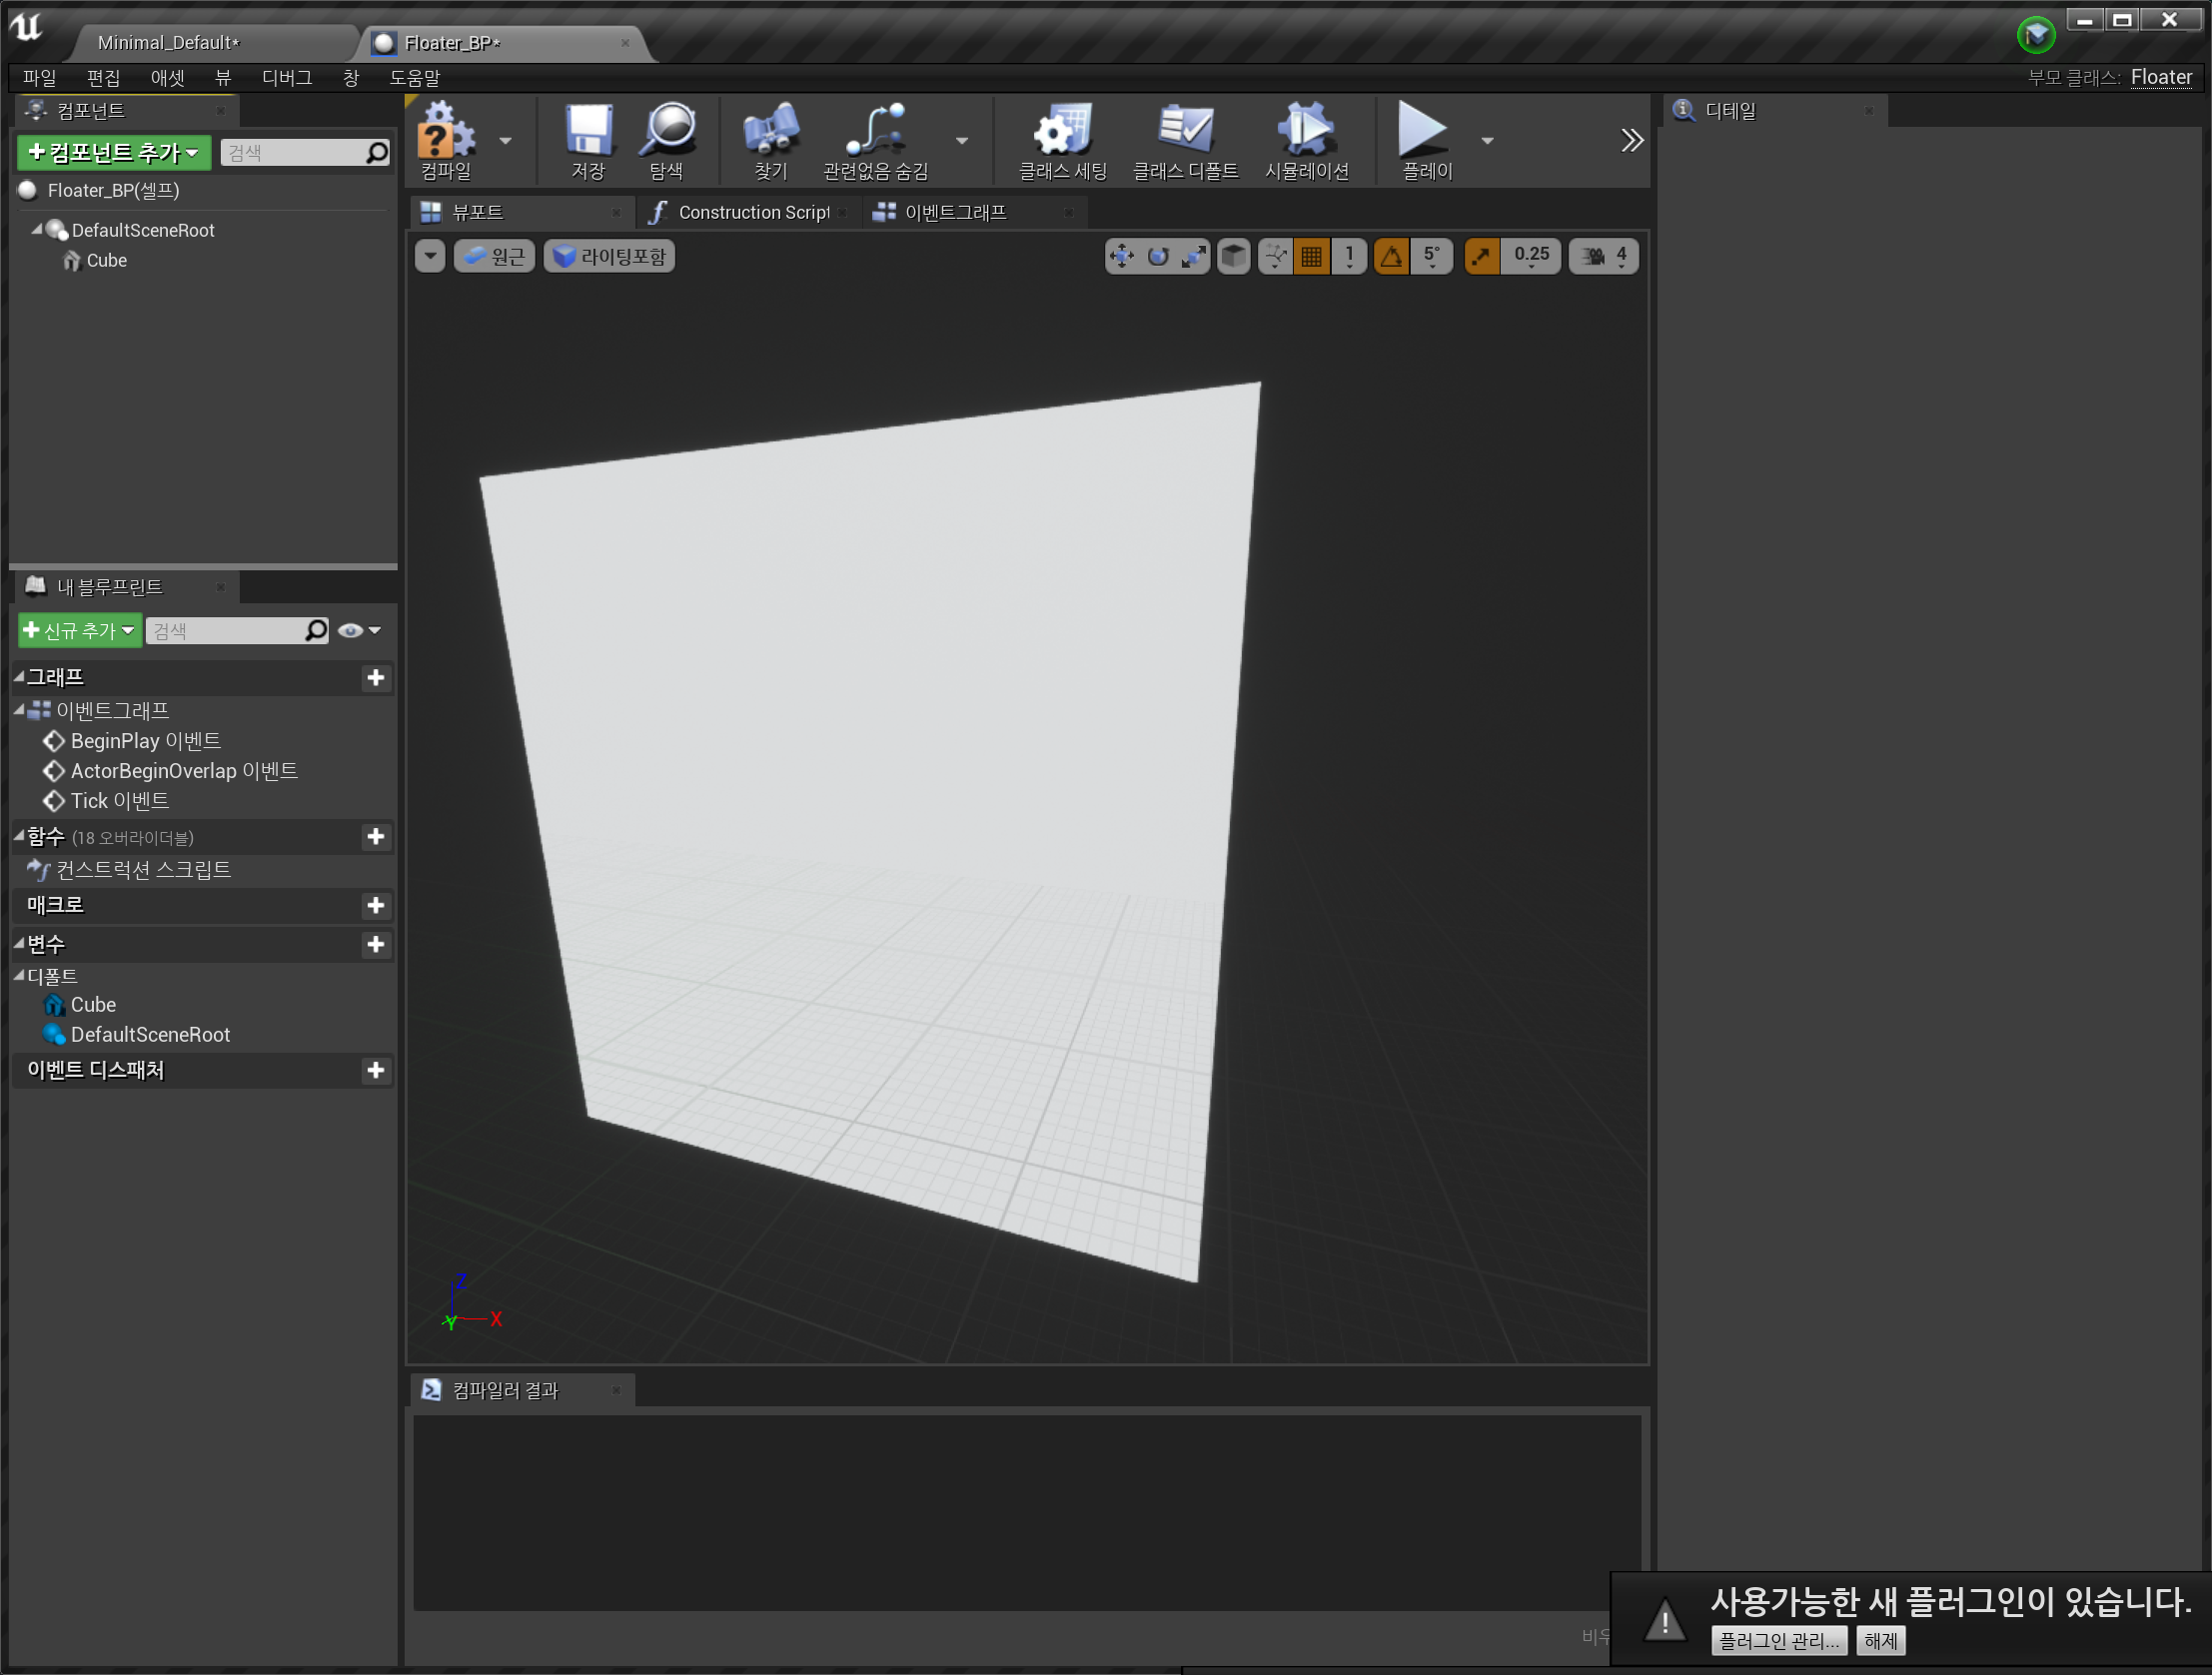 Minimal_Default*
Floater_BP*
파일 편집 애셋 뷰 디버그 창 도움말
부모 클래스: Floater
컴포넌트
+컴포넌트 추가
검색
Floater_BP(셀프)
DefaultSceneRoot
Cube
컴파일
저장
탐색
찾기
관련없음 숨김
클래스 세팅
클래스 디폴트
시뮬레이션
플레이
디테일
뷰포트
Construction Script
이벤트그래프
원근
라이팅포함
1
5°
0.25
4
Z
Y
X
내 블루프린트
+신규 추가
검색
그래프
이벤트그래프
BeginPlay 이벤트
ActorBeginOverlap 이벤트
Tick 이벤트
함수 (18 오버라이더블)
컨스트럭션 스크립트
매크로
변수
디폴트
Cube
DefaultSceneRoot
이벤트 디스패처
컴파일러 결과
사용가능한 새 플러그인이 있습니다.
플러그인 관리...
해제